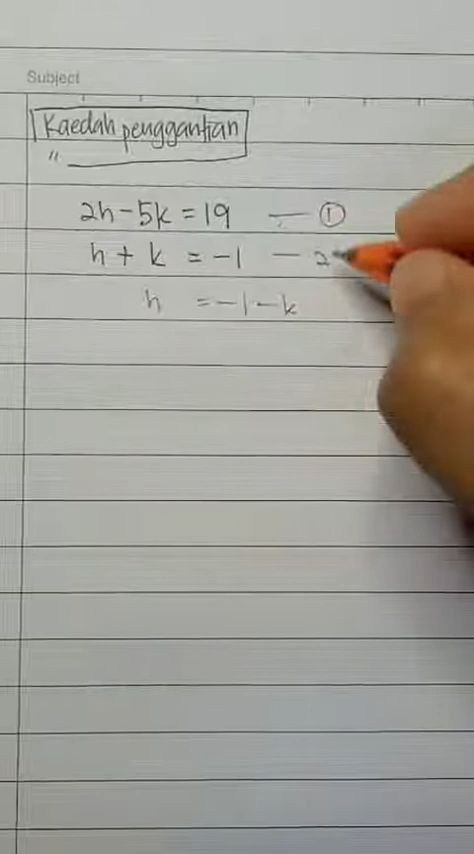 Subject
Kaedah penggantian
"
2h - 5k = 19 — ①
h + k = -1 — 2
h = -1 - k